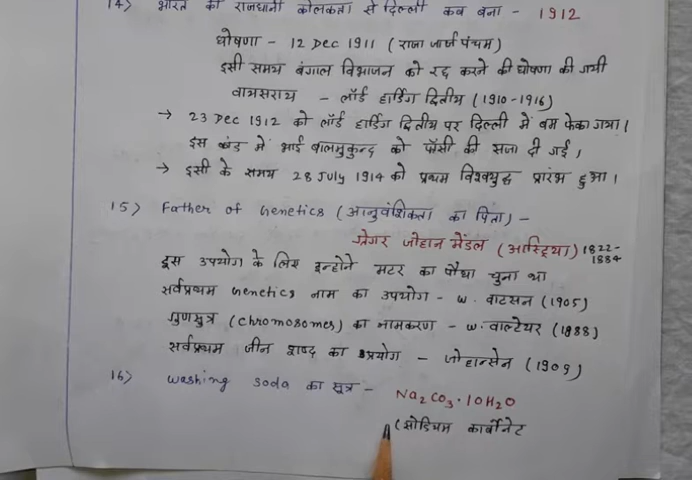 14) भारत की राजधानी कोलकता से दिल्ली कब बना - 1912
घोषणा - 12 Dec 1911 (राजा जार्ज पंचम)
इसी समय बंगाल विभाजन को रद्द करने की घोषणा की गयी
वायसराय - लॉर्ड हार्डिंग द्वितीय (1910-1916)
→ 23 Dec 1912 को लॉर्ड हार्डिंग द्वितीय पर दिल्ली में बम फेका गया।
इस कांड में भाई बालमुकुन्द को फाँसी की सजा दी गई।
→ इसी के समय 28 July 1914 को प्रथम विश्वयुद्ध प्रारंभ हुआ।
15) Father of Genetics (आनुवंशिकता का पिता) -
ग्रेगर जोहान मेंडल (आस्ट्रिया) 1822-
1884
इस उपयोग के लिए इन्होने मटर का पौधा चुना था
सर्वप्रथम Genetics नाम का उपयोग - W. वाटसन (1905)
गुणसूत्र (Chromosomes) का नामकरण - W. वाल्टेयर (1888)
सर्वप्रथम जीन शब्द का प्रयोग - जोहान्सेन (1909)
16) Washing Soda का सूत्र - Na₂CO₃·10H₂O
(सोडियम कार्बोनेट